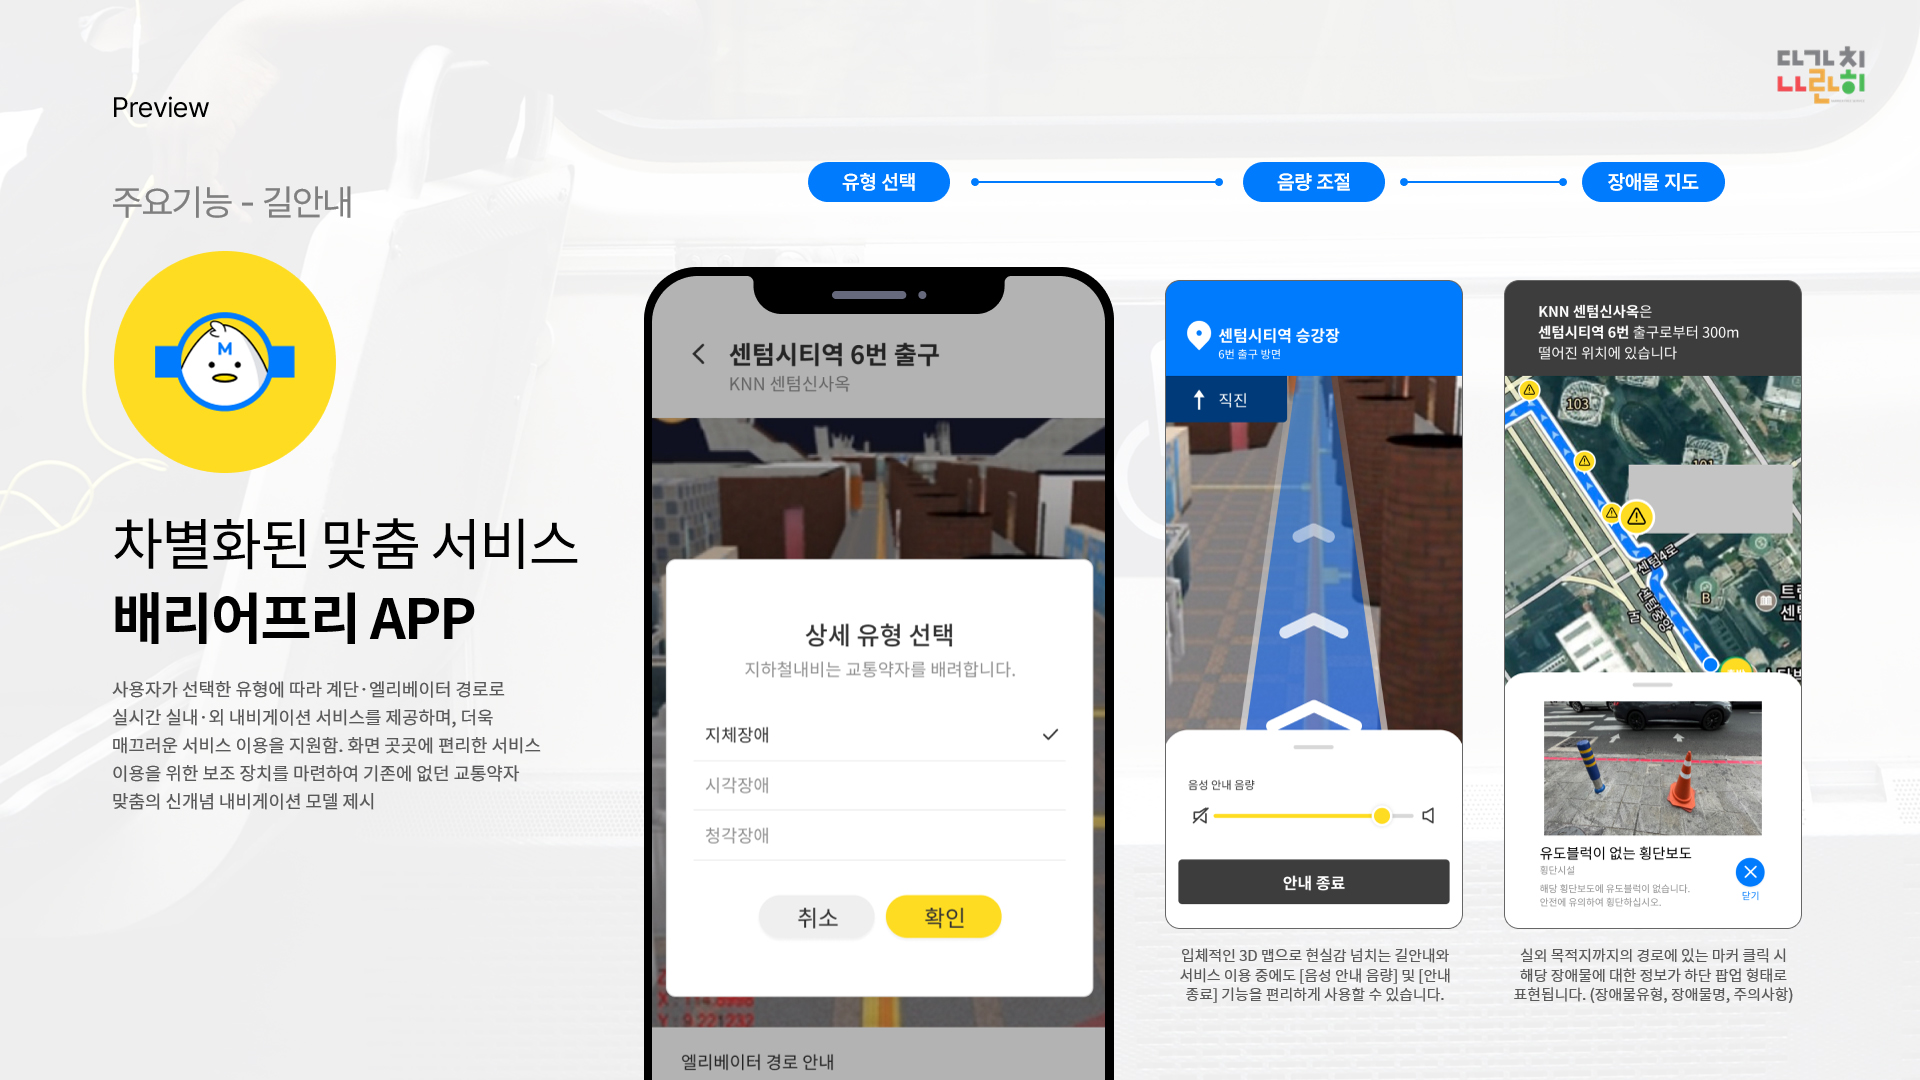 Preview
다가치
나란히
주요기능 - 길안내
유형 선택
음량 조절
장애물 지도
M
차별화된 맞춤 서비스
배리어프리 APP
사용자가 선택한 유형에 따라 계단·엘리베이터 경로로
실시간 실내·외 내비게이션 서비스를 제공하며, 더욱
매끄러운 서비스 이용을 지원함. 화면 곳곳에 편리한 서비스
이용을 위한 보조 장치를 마련하여 기존에 없던 교통약자
맞춤의 신개념 내비게이션 모델 제시
센텀시티역 6번 출구
KNN 센텀신사옥
상세 유형 선택
지하철내비는 교통약자를 배려합니다.
지체장애
시각장애
청각장애
취소
확인
Y : 9.221232
엘리베이터 경로 안내
센텀시티역 승강장
6번 출구 방면
직진
음성 안내 음량
안내 종료
입체적인 3D 맵으로 현실감 넘치는 길안내와
서비스 이용 중에도 [음성 안내 음량] 및 [안내
종료] 기능을 편리하게 사용할 수 있습니다.
KNN 센텀신사옥은
센텀시티역 6번 출구로부터 300m
떨어진 위치에 있습니다
103
센텀4로
센텀중앙
로
B
트
센텀
유도블럭이 없는 횡단보도
횡단시설
해당 횡단보도에 유도블럭이 없습니다.
안전에 유의하여 횡단하십시오.
닫기
실외 목적지까지의 경로에 있는 마커 클릭 시
해당 장애물에 대한 정보가 하단 팝업 형태로
표현됩니다. (장애물유형, 장애물명, 주의사항)